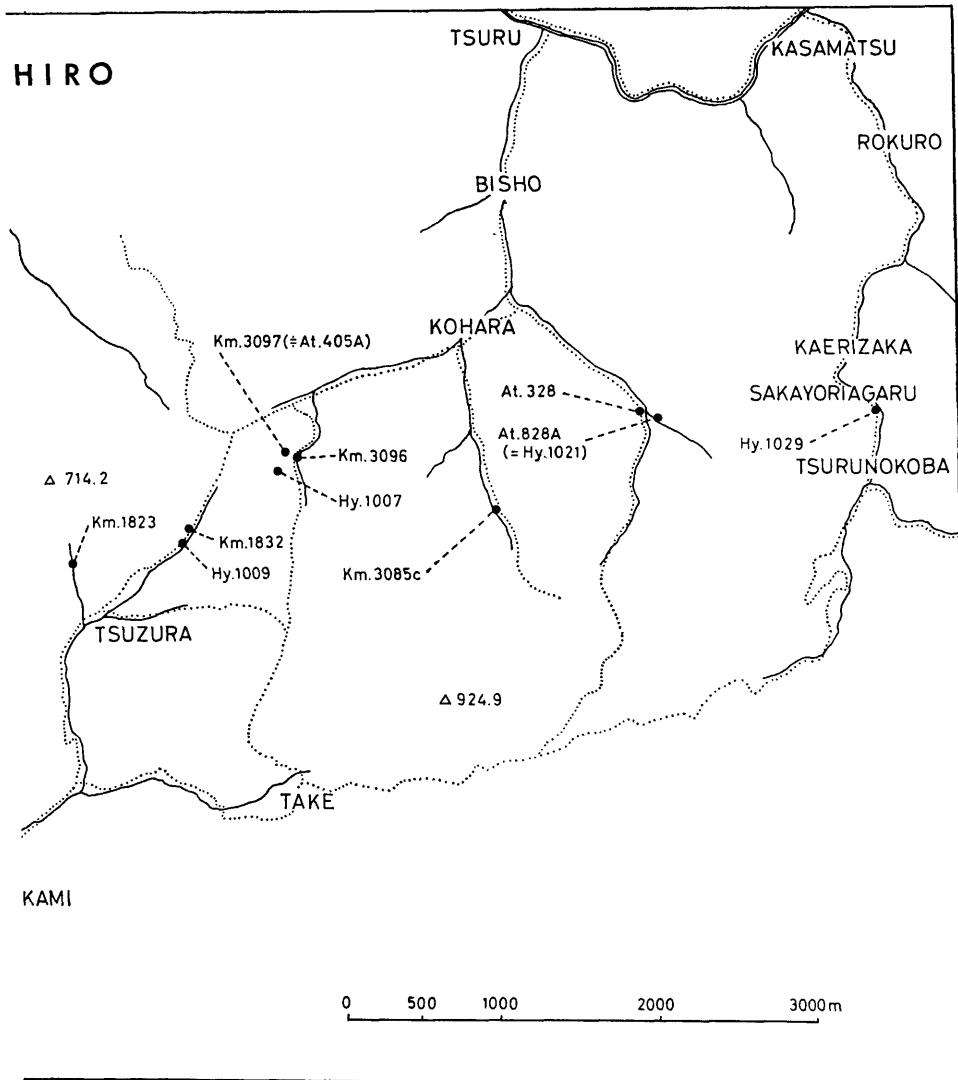 TSURU
KASAMATSU
HIRO
ROKURO
BISHO
KOHARA
Km.3097(≑At.405A)
KAERIZAKA
At.328
SAKAYORIAGARU
At.828A
(=Hy.1021)
Hy.1029
Km.3096
TSURUNOKOBA
△ 714.2
Hy.1007
Km.1823
Km.1832
Hy.1009
Km.3085c
TSUZURA
△ 924.9
TAKE
KAMI
0 500 1000 2000 3000m